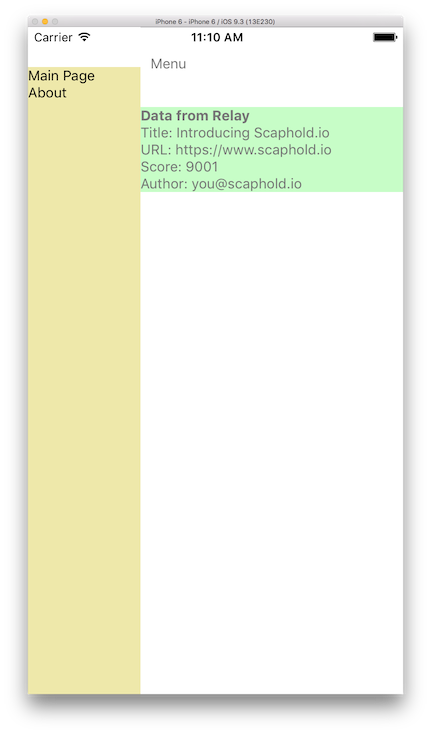 iPhone 6 - iPhone 6 / iOS 9.3 (13E230)
Carrier 11:10 AM
Menu
Main Page
About
Data from Relay
Title: Introducing Scaphold.io
URL: https://www.scaphold.io
Score: 9001
Author: you@scaphold.io